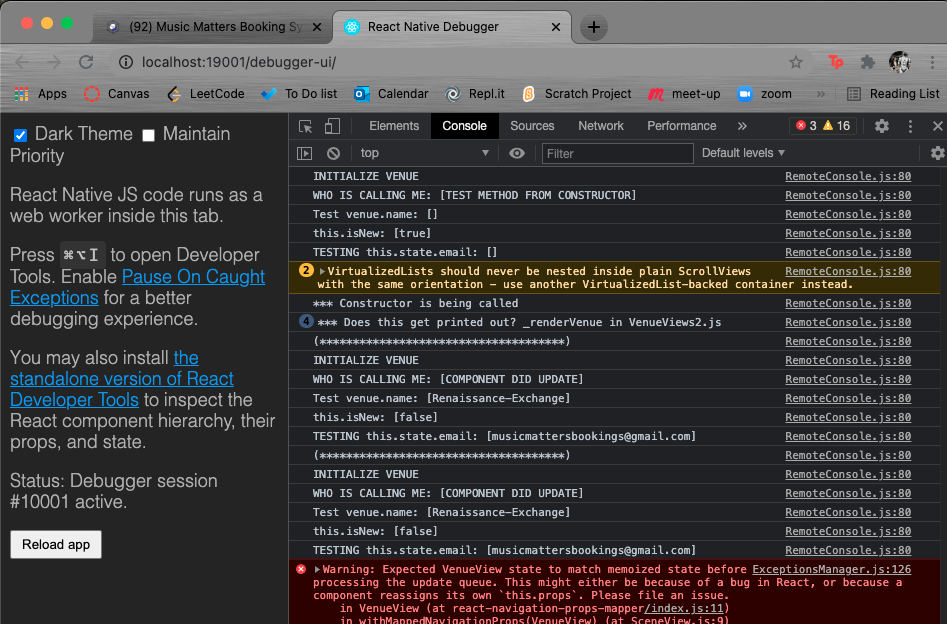 (92) Music Matters Booking Sy
React Native Debugger
localhost:19001/debugger-ui/
Tp
Apps
Canvas
LeetCode
To Do list
Calendar
Repl.it
Scratch Project
meet-up
zoom
»
Reading List
Dark Theme
Maintain
Priority
React Native JS code runs as a
web worker inside this tab.
Press ⌘⌥I to open Developer
Tools. Enable Pause On Caught
Exceptions for a better
debugging experience.
You may also install the
standalone version of React
Developer Tools to inspect the
React component hierarchy, their
props, and state.
Status: Debugger session
#10001 active.
Reload app
Elements Console Sources Network Performance » 3 16
top Filter Default levels
INITIALIZE VENUE RemoteConsole.js:80
WHO IS CALLING ME: [TEST METHOD FROM CONSTRUCTOR] RemoteConsole.js:80
Test venue.name: [] RemoteConsole.js:80
this.isNew: [true] RemoteConsole.js:80
TESTING this.state.email: [] RemoteConsole.js:80
2 VirtualizedLists should never be nested inside plain ScrollViews RemoteConsole.js:80
with the same orientation - use another VirtualizedList-backed container instead.
*** Constructor is being called RemoteConsole.js:80
4 *** Does this get printed out? _renderVenue in VenueViews2.js RemoteConsole.js:80
(*************************************) RemoteConsole.js:80
INITIALIZE VENUE RemoteConsole.js:80
WHO IS CALLING ME: [COMPONENT DID UPDATE] RemoteConsole.js:80
Test venue.name: [Renaissance-Exchange] RemoteConsole.js:80
this.isNew: [false] RemoteConsole.js:80
TESTING this.state.email: [musicmattersbookings@gmail.com] RemoteConsole.js:80
(*************************************) RemoteConsole.js:80
INITIALIZE VENUE RemoteConsole.js:80
WHO IS CALLING ME: [COMPONENT DID UPDATE] RemoteConsole.js:80
Test venue.name: [Renaissance-Exchange] RemoteConsole.js:80
this.isNew: [false] RemoteConsole.js:80
TESTING this.state.email: [musicmattersbookings@gmail.com] RemoteConsole.js:80
Warning: Expected VenueView state to match memoized state before ExceptionsManager.js:126
processing the update queue. This might either be because of a bug in React, or because a
component reassigns its own `this.props`. Please file an issue.
in VenueView (at react-navigation-props-mapper/index.js:11)
in withMappedNavigationProps(VenueView) (at SceneView.js:9)